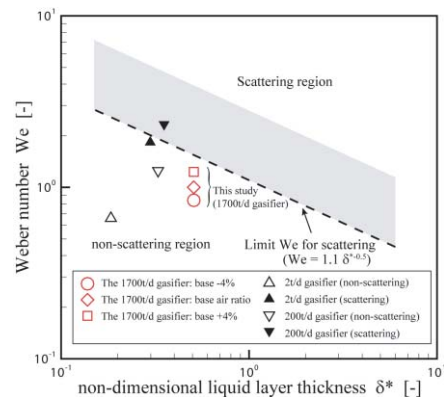 10¹
Scattering region
Weber number We [-]
10⁰
This study
(1700t/d gasifier)
non-scattering region
Limit We for scattering
(We = 1.1 δ*⁻⁰·⁵)
The 1700t/d gasifier: base -4%
The 1700t/d gasifier: base air ratio
The 1700t/d gasifier: base +4%
2t/d gasifier (non-scattering)
2t/d gasifier (scattering)
200t/d gasifier (non-scattering)
200t/d gasifier (scattering)
10⁻¹
10⁻¹ 10⁰ 10¹
non-dimensional liquid layer thickness δ* [-]